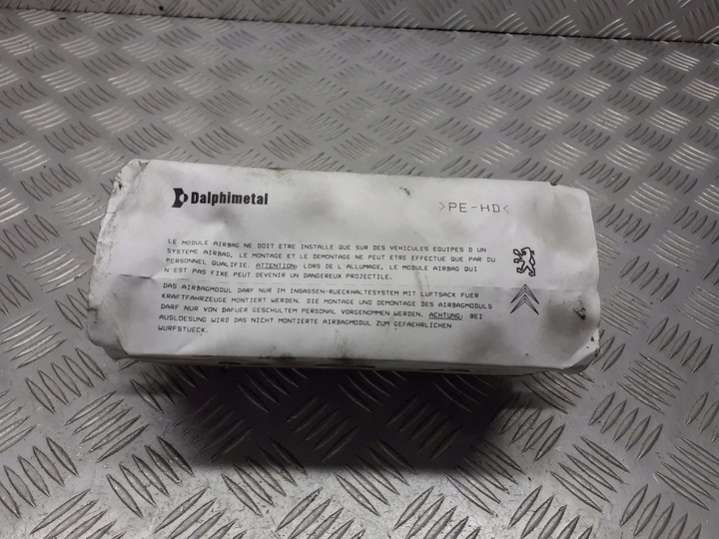 Dalphimetal
>PE-HD<
LE MODULE AIRBAG NE DOIT ETRE INSTALLE QUE SUR DES VEHICULES EQUIPES D UN
SYSTEME AIRBAG, LE MONTAGE ET LE DEMONTAGE NE PEUT ETRE EFFECTUE QUE PAR DU
PERSONNEL QUALIFIE. ATTENTION: LORS DE L ALLUMAGE, LE MODULE AIRBAG QUI
N EST PAS FIXE PEUT DEVENIR UN DANGEREUX PROJECTILE.
DAS AIRBAGMODUL DARF NUR IM INSASSEN-RUECKHALTESYSTEM MIT LUFTSACK FUER
KRAFTFAHRZEUGE MONTIERT WERDEN. DIE MONTAGE UND DEMONTAGE DES AIRBAGMODULS
DARF NUR VON DAFUER GESCHULTEM PERSONAL VORGENOMMEN WERDEN. ACHTUNG: BEI
AUSLOESUNG WIRD DAS NICHT MONTIERTE AIRBAGMODUL ZUM GEFAEHRLICHEN
WURFSTUECK.